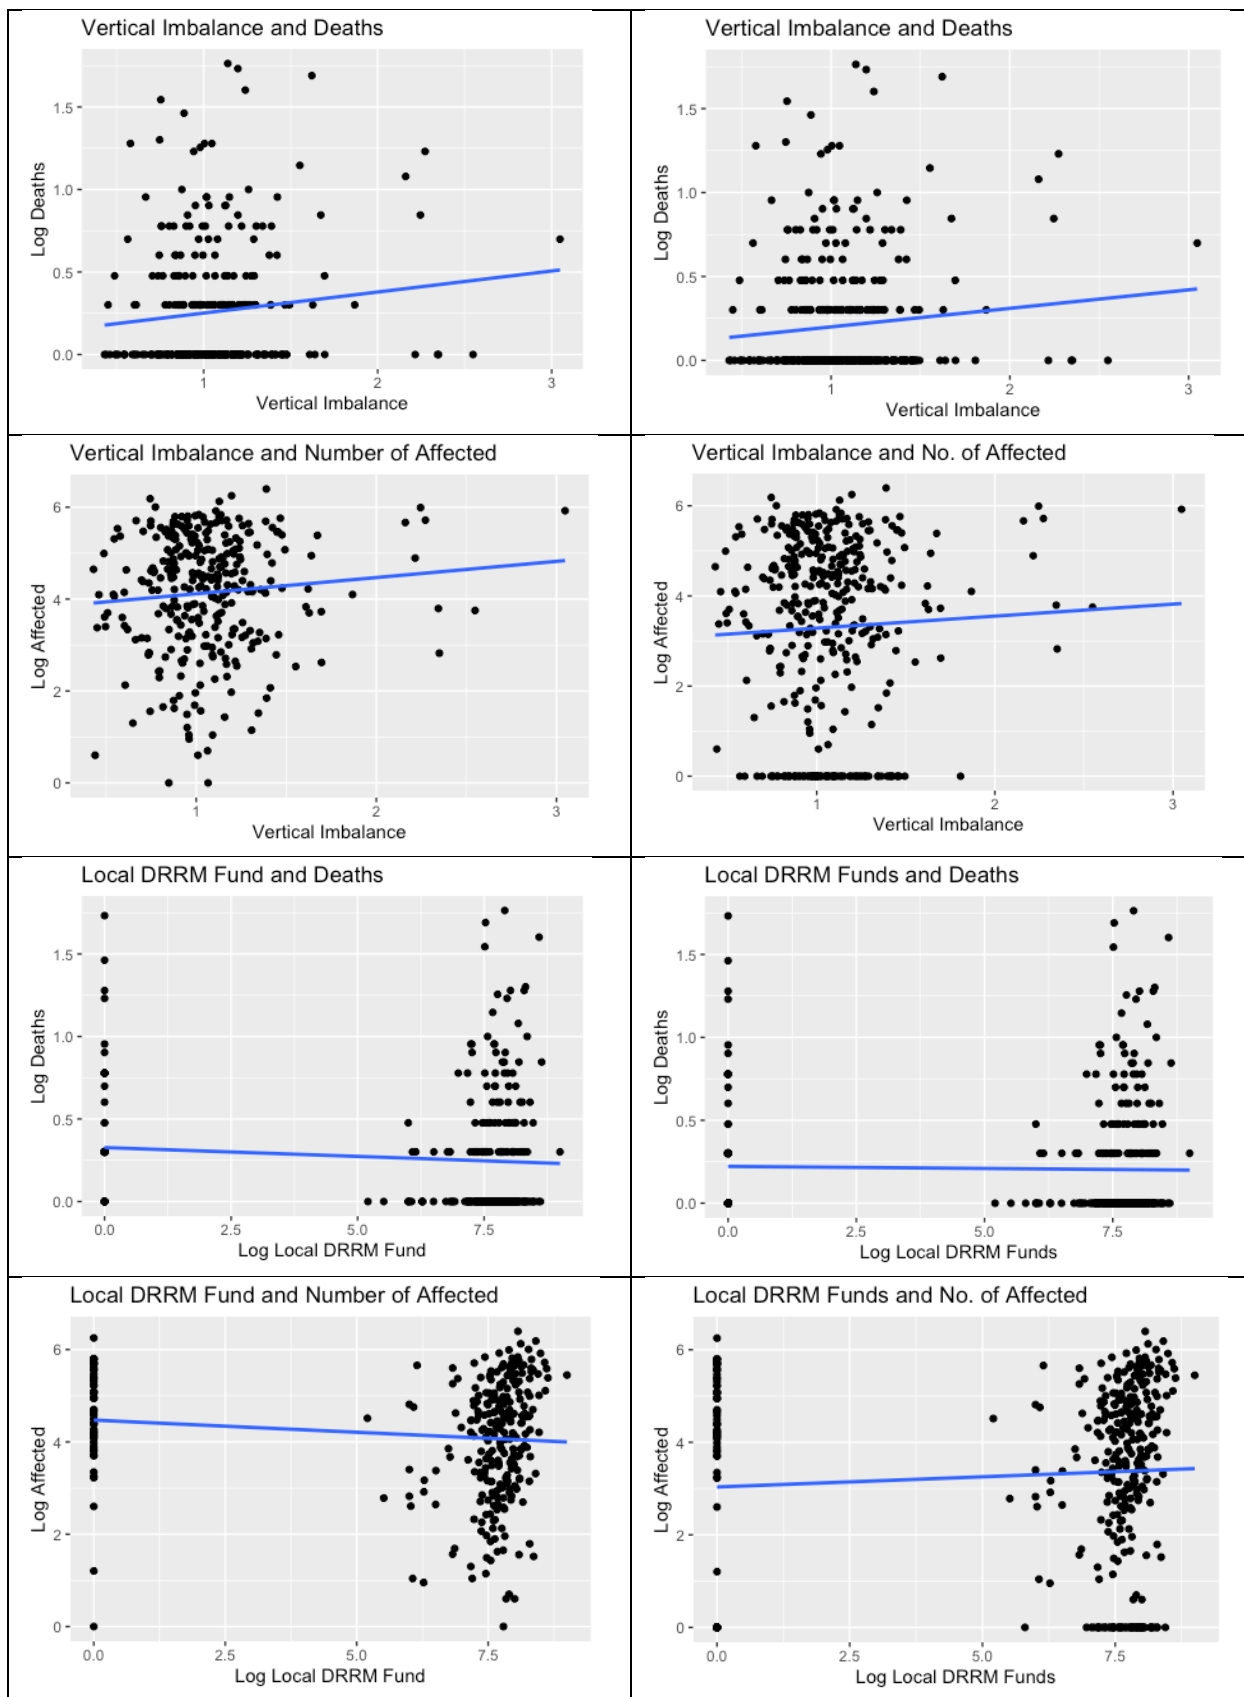 Vertical Imbalance and Deaths
Log Deaths
1.5
1.0
0.5
0.0
1
2
3
Vertical Imbalance
Vertical Imbalance and Deaths
Log Deaths
1.5
1.0
0.5
0.0
1
2
3
Vertical Imbalance
Vertical Imbalance and Number of Affected
Log Affected
6
4
2
0
1
2
3
Vertical Imbalance
Vertical Imbalance and No. of Affected
Log Affected
6
4
2
0
1
2
3
Vertical Imbalance
Local DRRM Fund and Deaths
Log Deaths
1.5
1.0
0.5
0.0
0.0
2.5
5.0
7.5
Log Local DRRM Fund
Local DRRM Funds and Deaths
Log Deaths
1.5
1.0
0.5
0.0
0.0
2.5
5.0
7.5
Log Local DRRM Funds
Local DRRM Fund and Number of Affected
Log Affected
6
4
2
0
0.0
2.5
5.0
7.5
Log Local DRRM Fund
Local DRRM Funds and No. of Affected
Log Affected
6
4
2
0
0.0
2.5
5.0
7.5
Log Local DRRM Funds